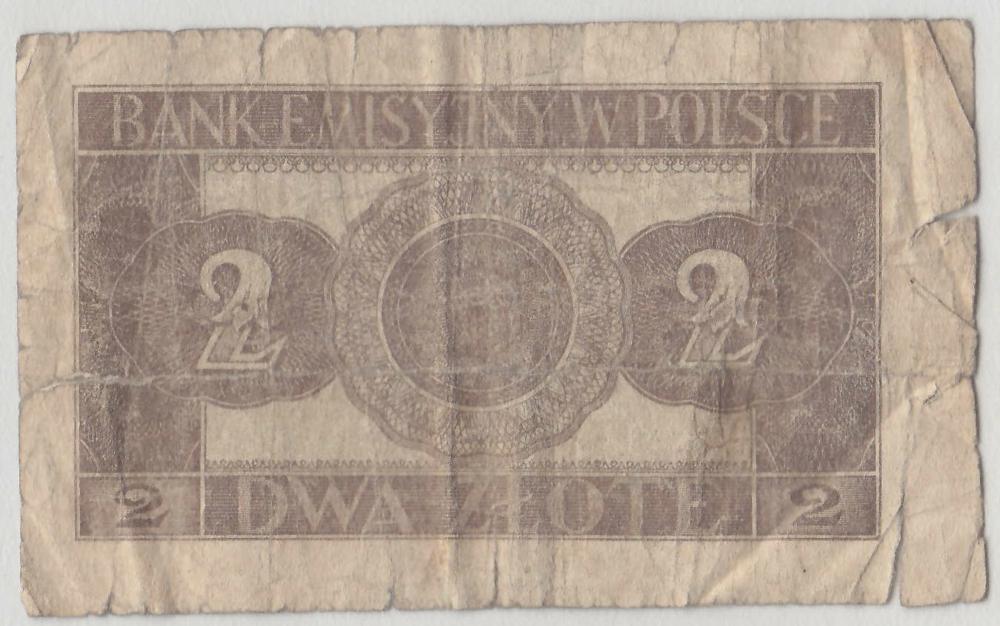 BANK EMISYJNY W POLSCE
2 2
2 DWA ZŁOTE 2